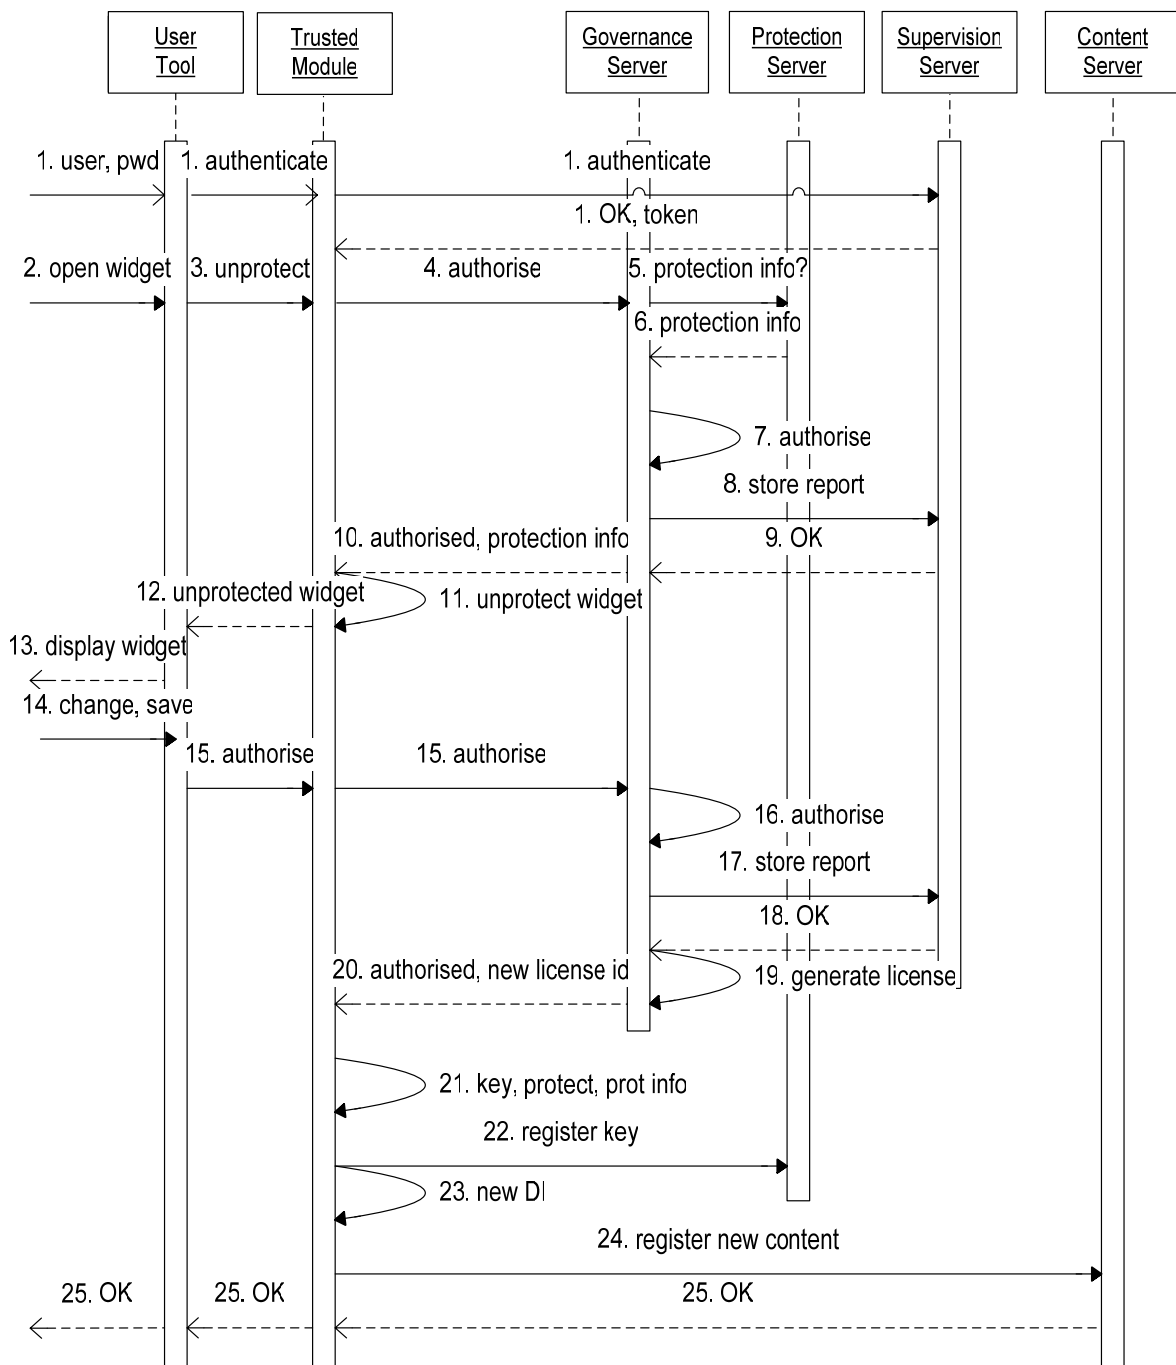 User
Tool
Trusted
Module
Governance
Server
Protection
Server
Supervision
Server
Content
Server
1. user, pwd
1. authenticate
1. authenticate
1. OK, token
2. open widget
3. unprotect
4. authorise
5. protection info?
6. protection info
7. authorise
8. store report
10. authorised, protection info
9. OK
12. unprotected widget
11. unprotect widget
13. display widget
14. change, save
15. authorise
15. authorise
16. authorise
17. store report
18. OK
20. authorised, new license id
19. generate license
21. key, protect, prot info
22. register key
23. new DI
24. register new content
25. OK
25. OK
25. OK